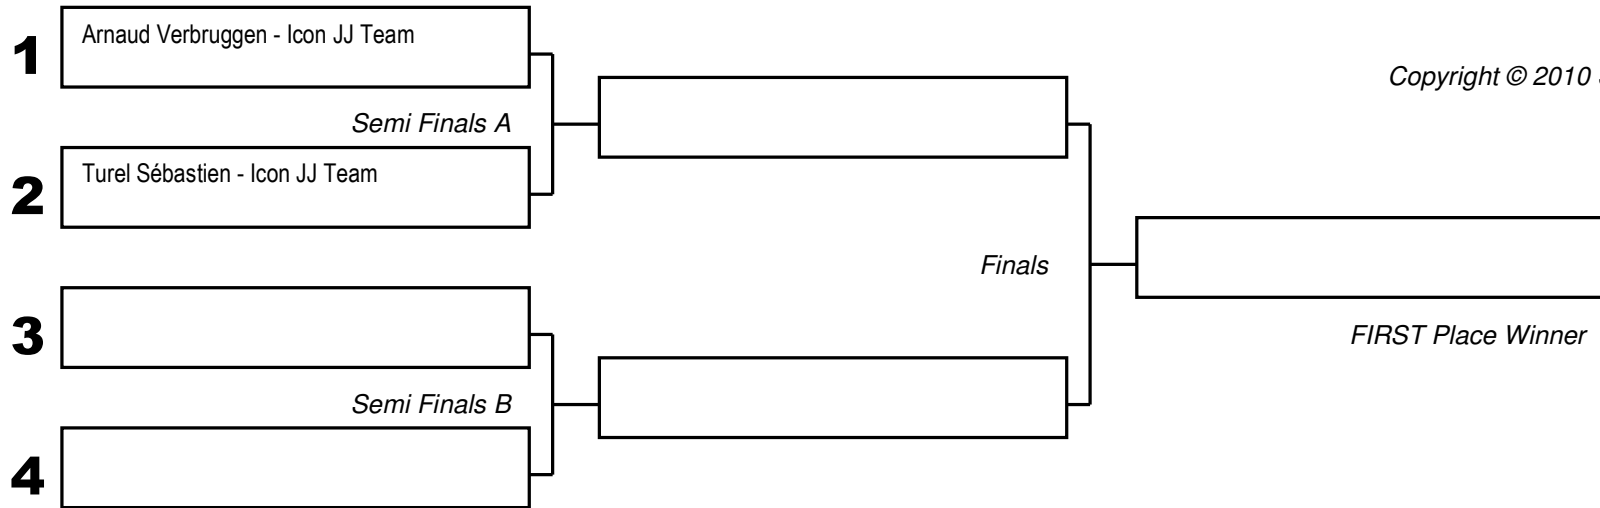 1
Arnaud Verbruggen - Icon JJ Team
Copyright © 2010
Semi Finals A
2
Turel Sébastien - Icon JJ Team
Finals
3
FIRST Place Winner
Semi Finals B
4